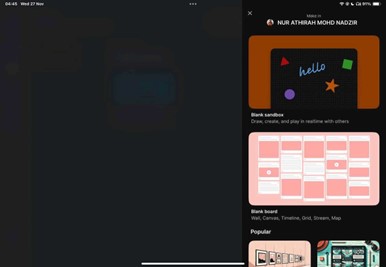 04:45 Wed 27 Nov
81%
Make in
NUR ATHIRAH MOHD NADZIR
hello
Blank sandbox
Draw, create, and play in realtime with others
Blank board
Wall, Canvas, Timeline, Grid, Stream, Map
Popular